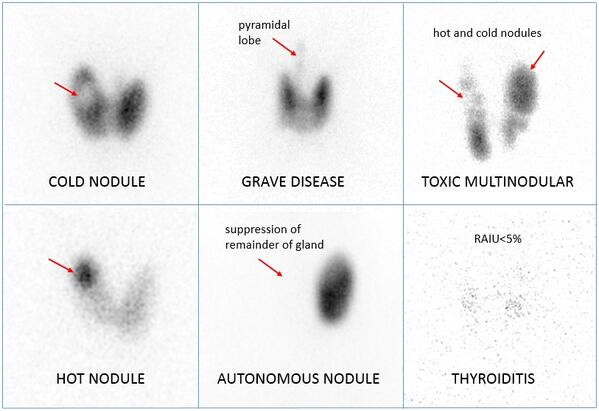 COLD NODULE
pyramidal
lobe
GRAVE DISEASE
hot and cold nodules
TOXIC MULTINODULAR
HOT NODULE
suppression of
remainder of gland
AUTONOMOUS NODULE
RAIU<5%
THYROIDITIS